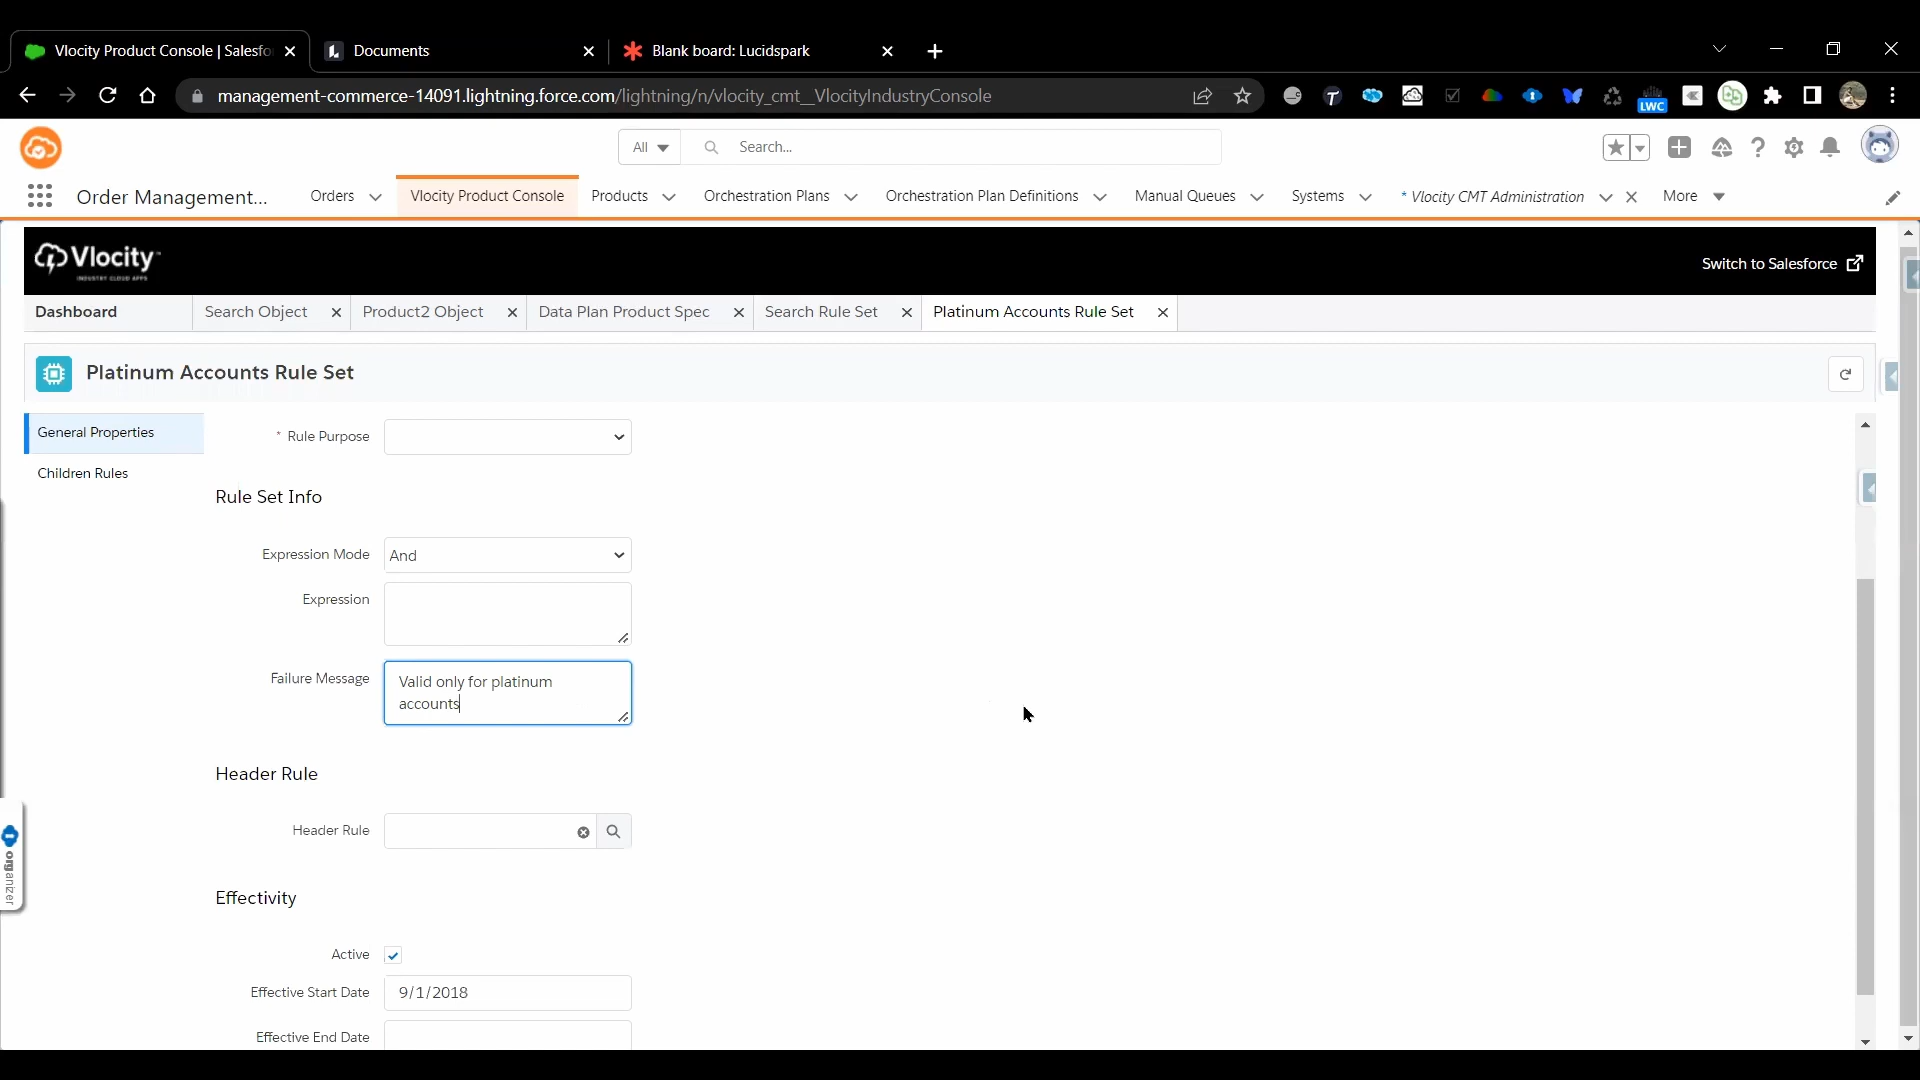 Vlocity Product Console | Salesfo
Documents
Blank board: Lucidspark
management-commerce-14091.lightning.force.com/lightning/n/vlocity_cmt__VlocityIndustryConsole
LWC
All
Search...
Order Management...
Orders
Vlocity Product Console
Products
Orchestration Plans
Orchestration Plan Definitions
Manual Queues
Systems
* Vlocity CMT Administration
More
Vlocity
INDUSTRY CLOUD APPS
Switch to Salesforce
Dashboard
Search Object
Product2 Object
Data Plan Product Spec
Search Rule Set
Platinum Accounts Rule Set
Platinum Accounts Rule Set
General Properties
Children Rules
* Rule Purpose
Rule Set Info
Expression Mode
And
Expression
Failure Message
Valid only for platinum
accounts
Header Rule
Header Rule
Effectivity
Active
Effective Start Date
9/1/2018
Effective End Date
organizer